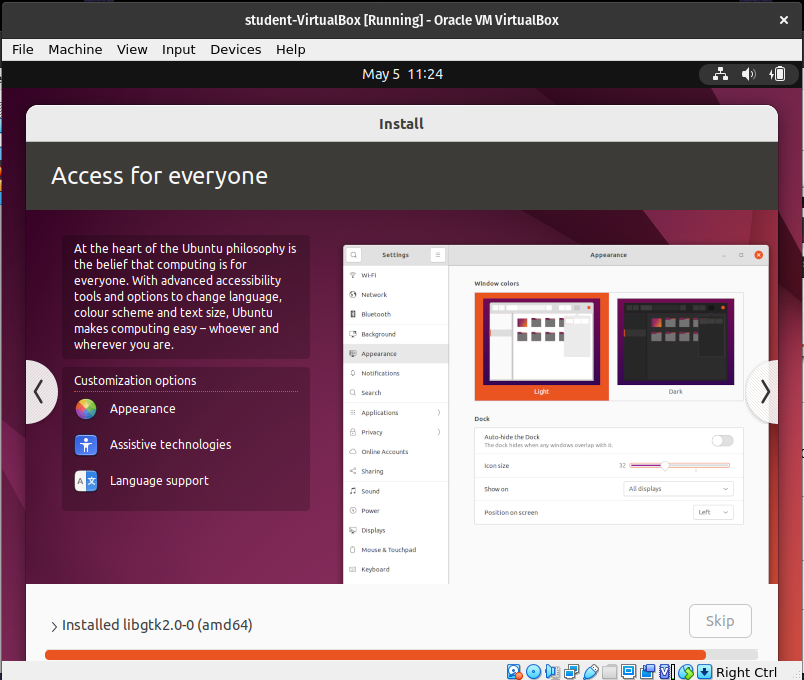 student-VirtualBox [Running] - Oracle VM VirtualBox
File Machine View Input Devices Help
May 5 11:24
Install
Access for everyone
At the heart of the Ubuntu philosophy is
the belief that computing is for
everyone. With advanced accessibility
tools and options to change language,
colour scheme and text size, Ubuntu
makes computing easy – whoever and
wherever you are.
Customization options
Appearance
Assistive technologies
Language support
Settings
Wi-Fi
Network
Bluetooth
Background
Appearance
Notifications
Search
Applications
Privacy
Online Accounts
Sharing
Sound
Power
Displays
Mouse & Touchpad
Keyboard
Appearance
Window colors
Light
Dark
Dock
Auto-hide the Dock
The dock hides when any windows overlap with it.
Icon size 32
Show on All displays
Position on screen Left
Installed libgtk2.0-0 (amd64)
Skip
Right Ctrl